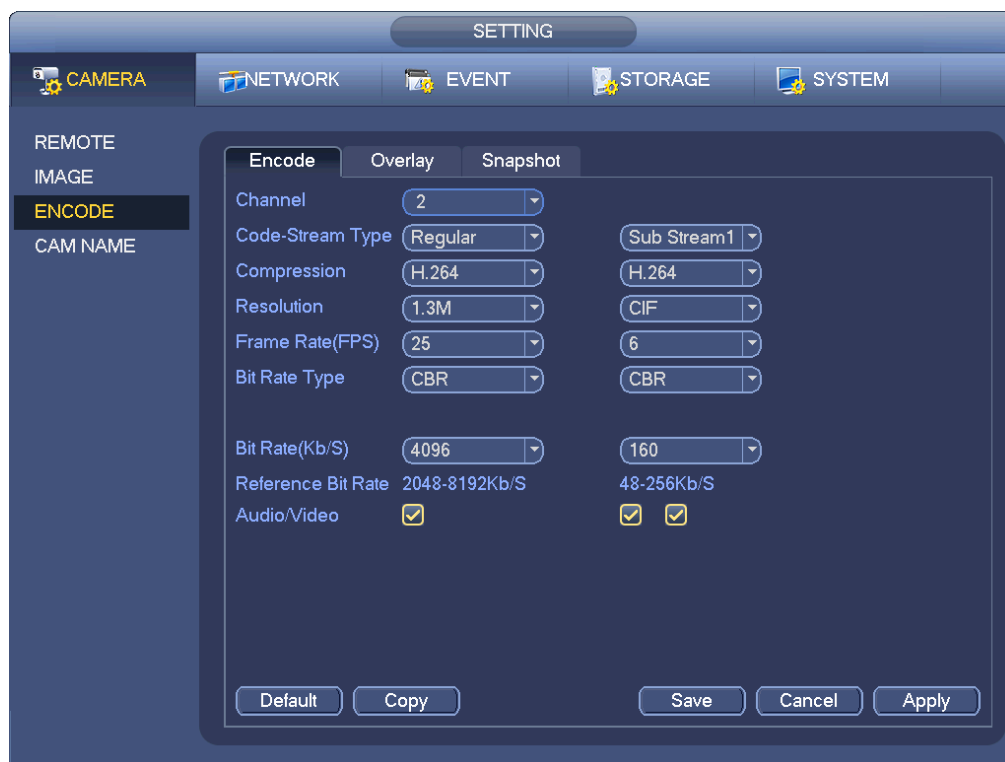 SETTING
CAMERA NETWORK EVENT STORAGE SYSTEM
REMOTE
IMAGE
ENCODE
CAM NAME
Encode Overlay Snapshot
Channel 2
Code-Stream Type Regular Sub Stream1
Compression H.264 H.264
Resolution 1.3M CIF
Frame Rate(FPS) 25 6
Bit Rate Type CBR CBR
Bit Rate(Kb/S) 4096 160
Reference Bit Rate 2048-8192Kb/S 48-256Kb/S
Audio/Video
Default Copy Save Cancel Apply